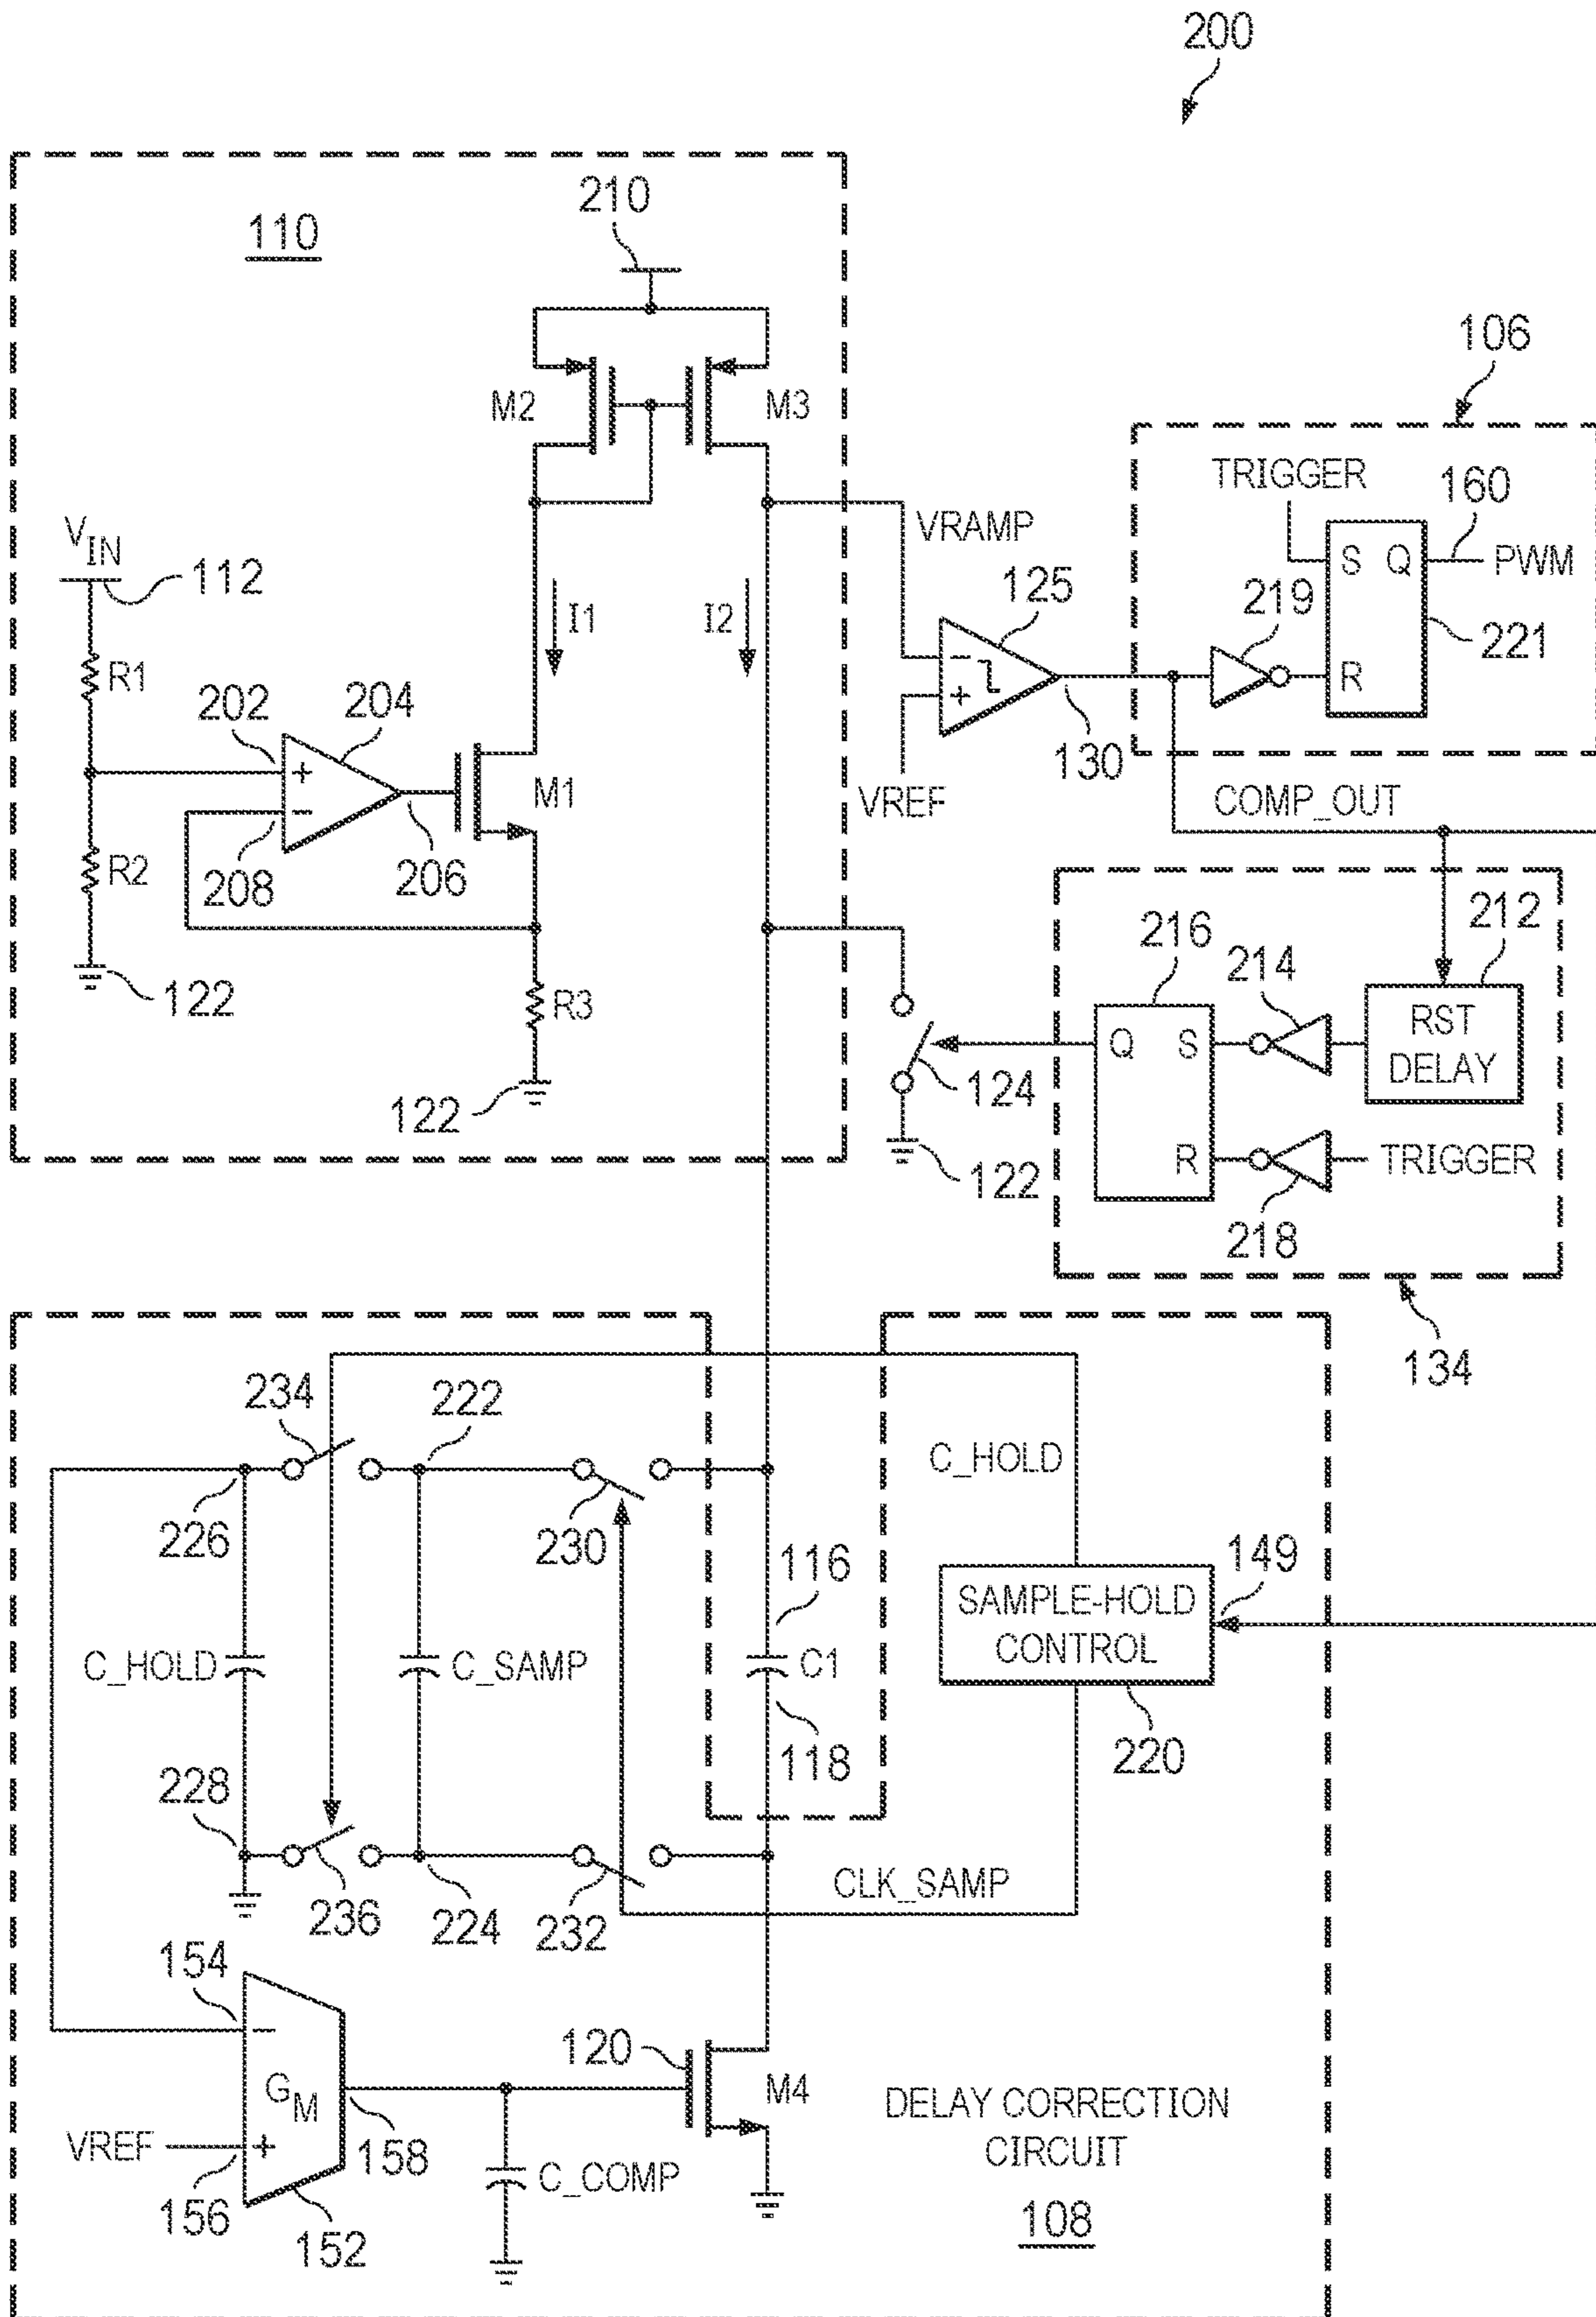 200
110
210
M2
M3
106
TRIGGER
160
S
Q
PWM
219
221
R
VIN
112
I1
I2
VRAMP
125
R1
202
204
−
+
130
VREF
COMP_OUT
+
−
M1
R2
208
206
122
R3
122
216
214
212
RST
DELAY
Q
S
124
122
R
TRIGGER
218
134
234
222
C_HOLD
226
230
116
149
SAMPLE-HOLD
CONTROL
C_HOLD
C_SAMP
C1
118
220
228
236
224
232
CLK_SAMP
154
−
120
GM
M4
DELAY CORRECTION
CIRCUIT
108
VREF
+
158
C_COMP
156
152